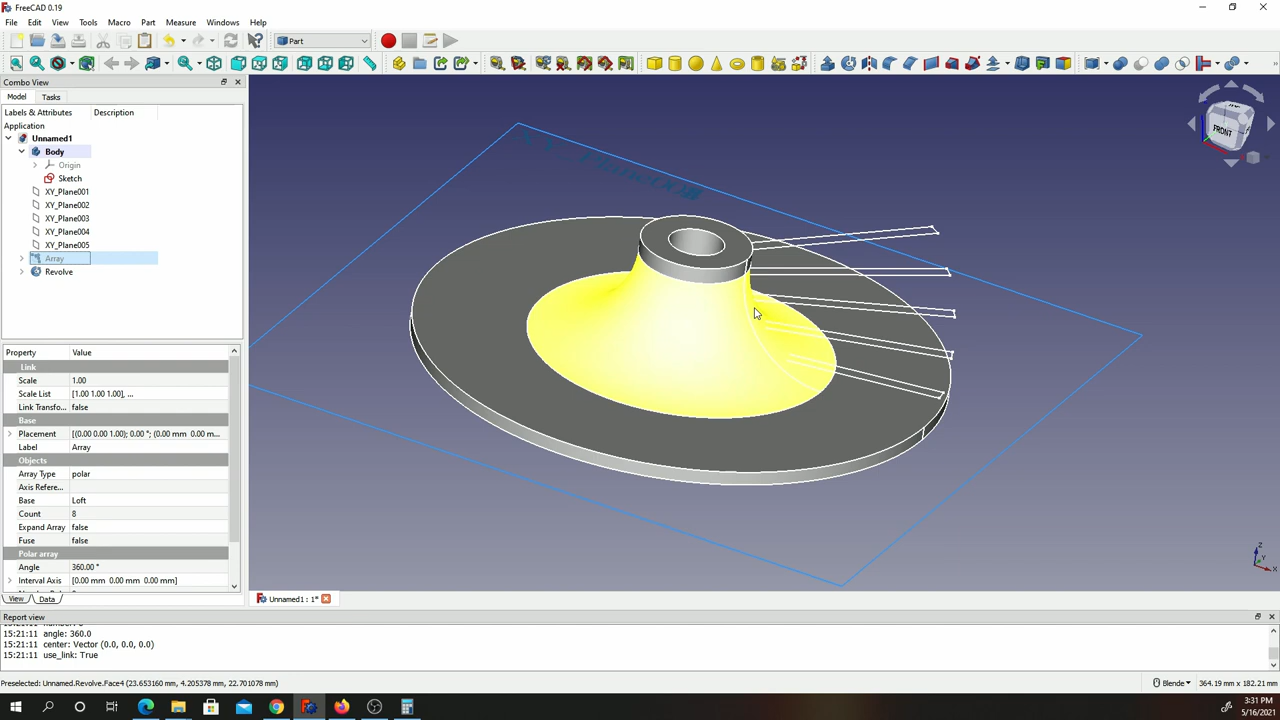 FreeCAD 0.19
File Edit View Tools Macro Part Measure Windows Help
Part
Combo View
Model Tasks
Labels & Attributes Description
Application
Unnamed1
Body
Origin
Sketch
XY_Plane001
XY_Plane002
XY_Plane003
XY_Plane004
XY_Plane005
Array
Revolve
FRONT
Property Value
Link
Scale 1.00
Scale List [1.00 1.00 1.00], ...
Link Transfo... false
Base
Placement [(0.00 0.00 1.00); 0.00 °; (0.00 mm 0.00 m...
Label Array
Objects
Array Type polar
Axis Refere...
Base Loft
Count 8
Expand Array false
Fuse false
Polar array
Angle 360.00 °
Interval Axis [0.00 mm 0.00 mm 0.00 mm]
View Data
Unnamed1 : 1*
Z
X
Report view
15:21:11 angle: 360.0
15:21:11 center: Vector (0.0, 0.0, 0.0)
15:21:11 use_link: True
Preselected: Unnamed.Revolve.Face4 (23.653160 mm, 4.205378 mm, 22.701078 mm)
Blende
364.19 mm x 182.21 mm
3:31 PM
5/16/2021